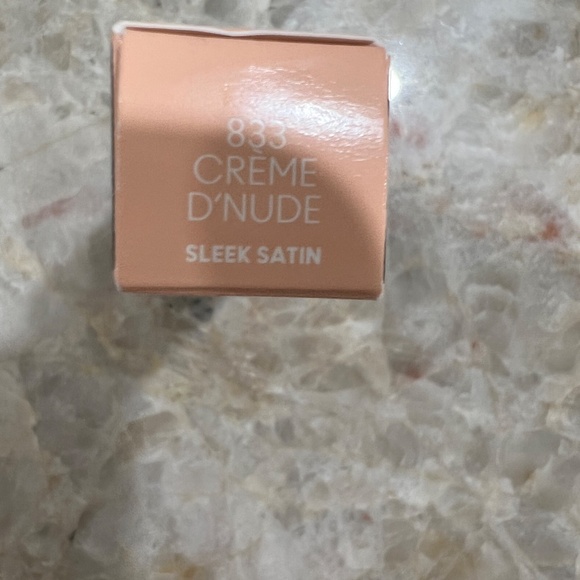 833
CRÈME
D'NUDE
SLEEK SATIN